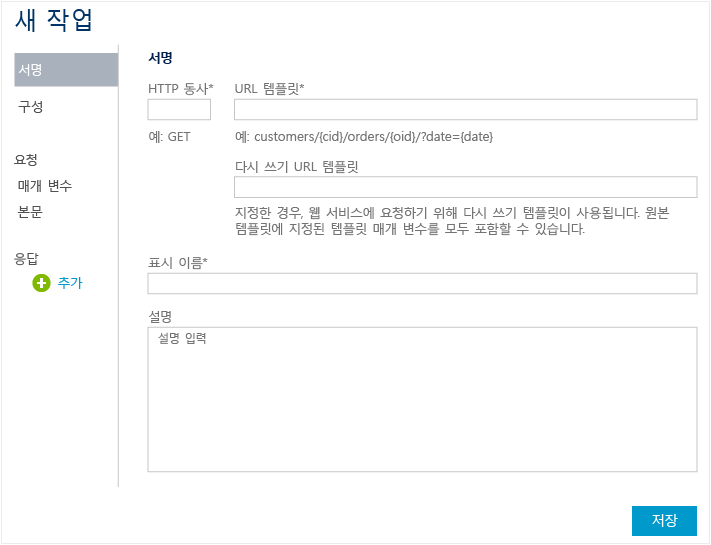 새 작업
서명
구성
요청
매개 변수
본문
응답
추가
서명
HTTP 동사*
URL 템플릿*
예: GET
예: customers/{cid}/orders/{oid}/?date={date}
다시 쓰기 URL 템플릿
지정한 경우, 웹 서비스에 요청하기 위해 다시 쓰기 템플릿이 사용됩니다. 원본
템플릿에 지정된 템플릿 매개 변수를 모두 포함할 수 있습니다.
표시 이름*
설명
설명 입력
저장